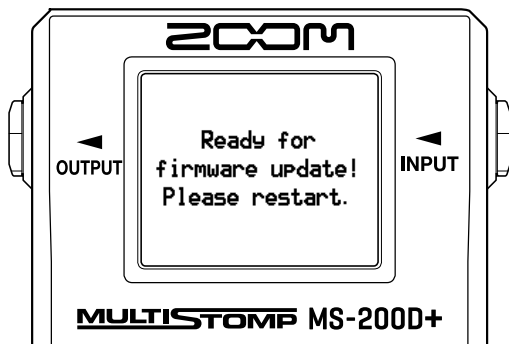 ZOOM
Ready for
firmware update!
Please restart.
◄
OUTPUT
◄
INPUT
MULTISTOMP MS-200D+